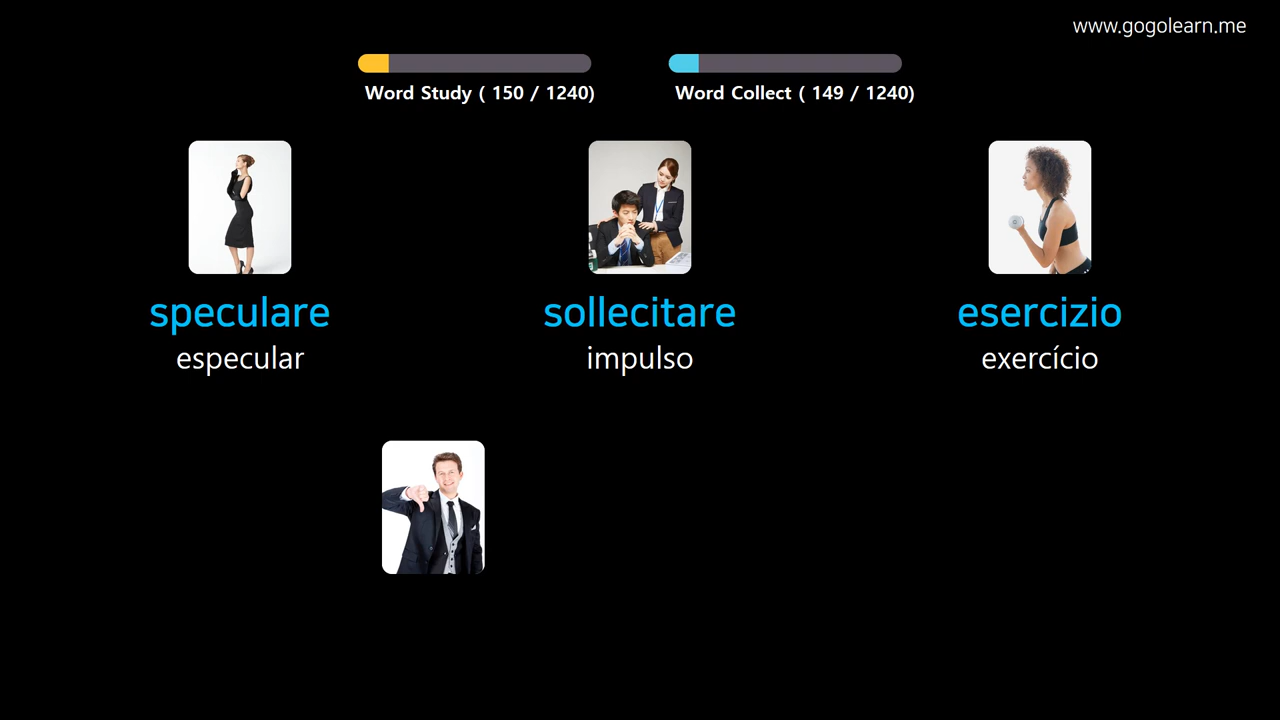 www.gogolearn.me
Word Study ( 150 / 1240)
Word Collect ( 149 / 1240)
speculare
especular
sollecitare
impulso
esercizio
exercício